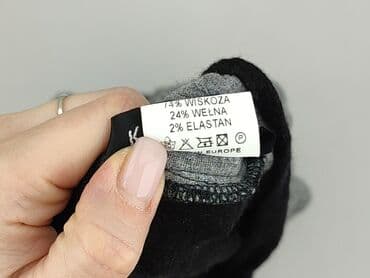 74% WISKOZA
24% WEŁNA
2% ELASTAN
P
EUROPE
K